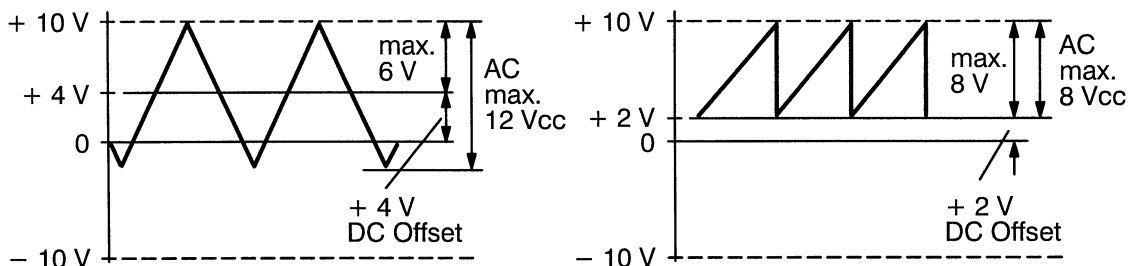 + 10 V
max.
6 V
AC
max.
12 Vcc
+ 4 V
0
+ 4 V
DC Offset
− 10 V
+ 10 V
max.
8 V
AC
max.
8 Vcc
+ 2 V
0
+ 2 V
DC Offset
− 10 V